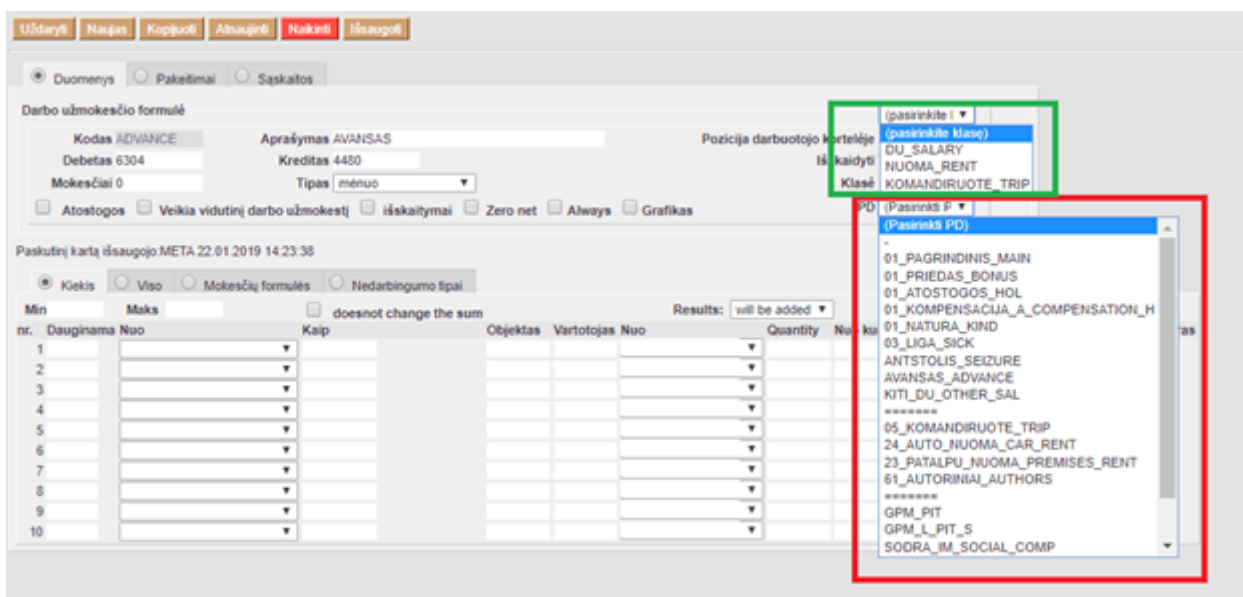 Uždaryti Naujas Kopijuoti Atnaujinti Naikinti Išsaugoti
Duomenys Pakeitimai Sąskaitos
Darbo užmokesčio formulė
Kodas ADVANCE Aprašymas AVANSAS Pozicija darbuotojo kortelėje
Debetas 6304 Kreditas 4480
Mokesčiai 0 Tipas mėnuo Klasė
Atostogos Veikia vidutinį darbo užmokestį išskaitymai Zero net Always Grafikas PD (Pasirinkti P
(pasirinkite
(pasirinkite klasę)
DU_SALARY
NUOMA_RENT
KOMANDIRUOTE_TRIP
(Pasirinkti PD)
-
01_PAGRINDINIS_MAIN
01_PRIEDAS_BONUS
01_ATOSTOGOS_HOL
01_KOMPENSACIJA_A_COMPENSATION_H
01_NATURA_KIND
03_LIGA_SICK
ANTSTOLIS_SEIZURE
AVANSAS_ADVANCE
KITI_DU_OTHER_SAL
=======
05_KOMANDIRUOTE_TRIP
24_AUTO_NUOMA_CAR_RENT
23_PATALPU_NUOMA_PREMISES_RENT
61_AUTORINIAI_AUTHORS
=======
GPM_PIT
GPM_L_PIT_S
SODRA_IM_SOCIAL_COMP
Paskutinį kartą išsaugojo:META 22.01.2019 14:23:38
Kiekis Viso Mokesčių formulės Nedarbingumo tipai
Min Maks doesnot change the sum Results: will be added
nr. Dauginama Nuo Kaip Objektas Vartotojas Nuo Quantity
1
2
3
4
5
6
7
8
9
10